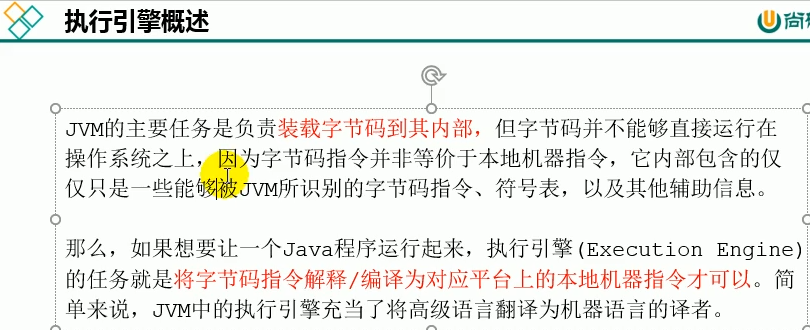 执行引擎概述
尚
JVM的主要任务是负责装载字节码到其内部，但字节码并不能够直接运行在
操作系统之上，因为字节码指令并非等价于本地机器指令，它内部包含的仅
仅只是一些能够被JVM所识别的字节码指令、符号表，以及其他辅助信息。
那么，如果想要让一个Java程序运行起来，执行引擎(Execution Engine)
的任务就是将字节码指令解释/编译为对应平台上的本地机器指令才可以。简
单来说，JVM中的执行引擎充当了将高级语言翻译为机器语言的译者。